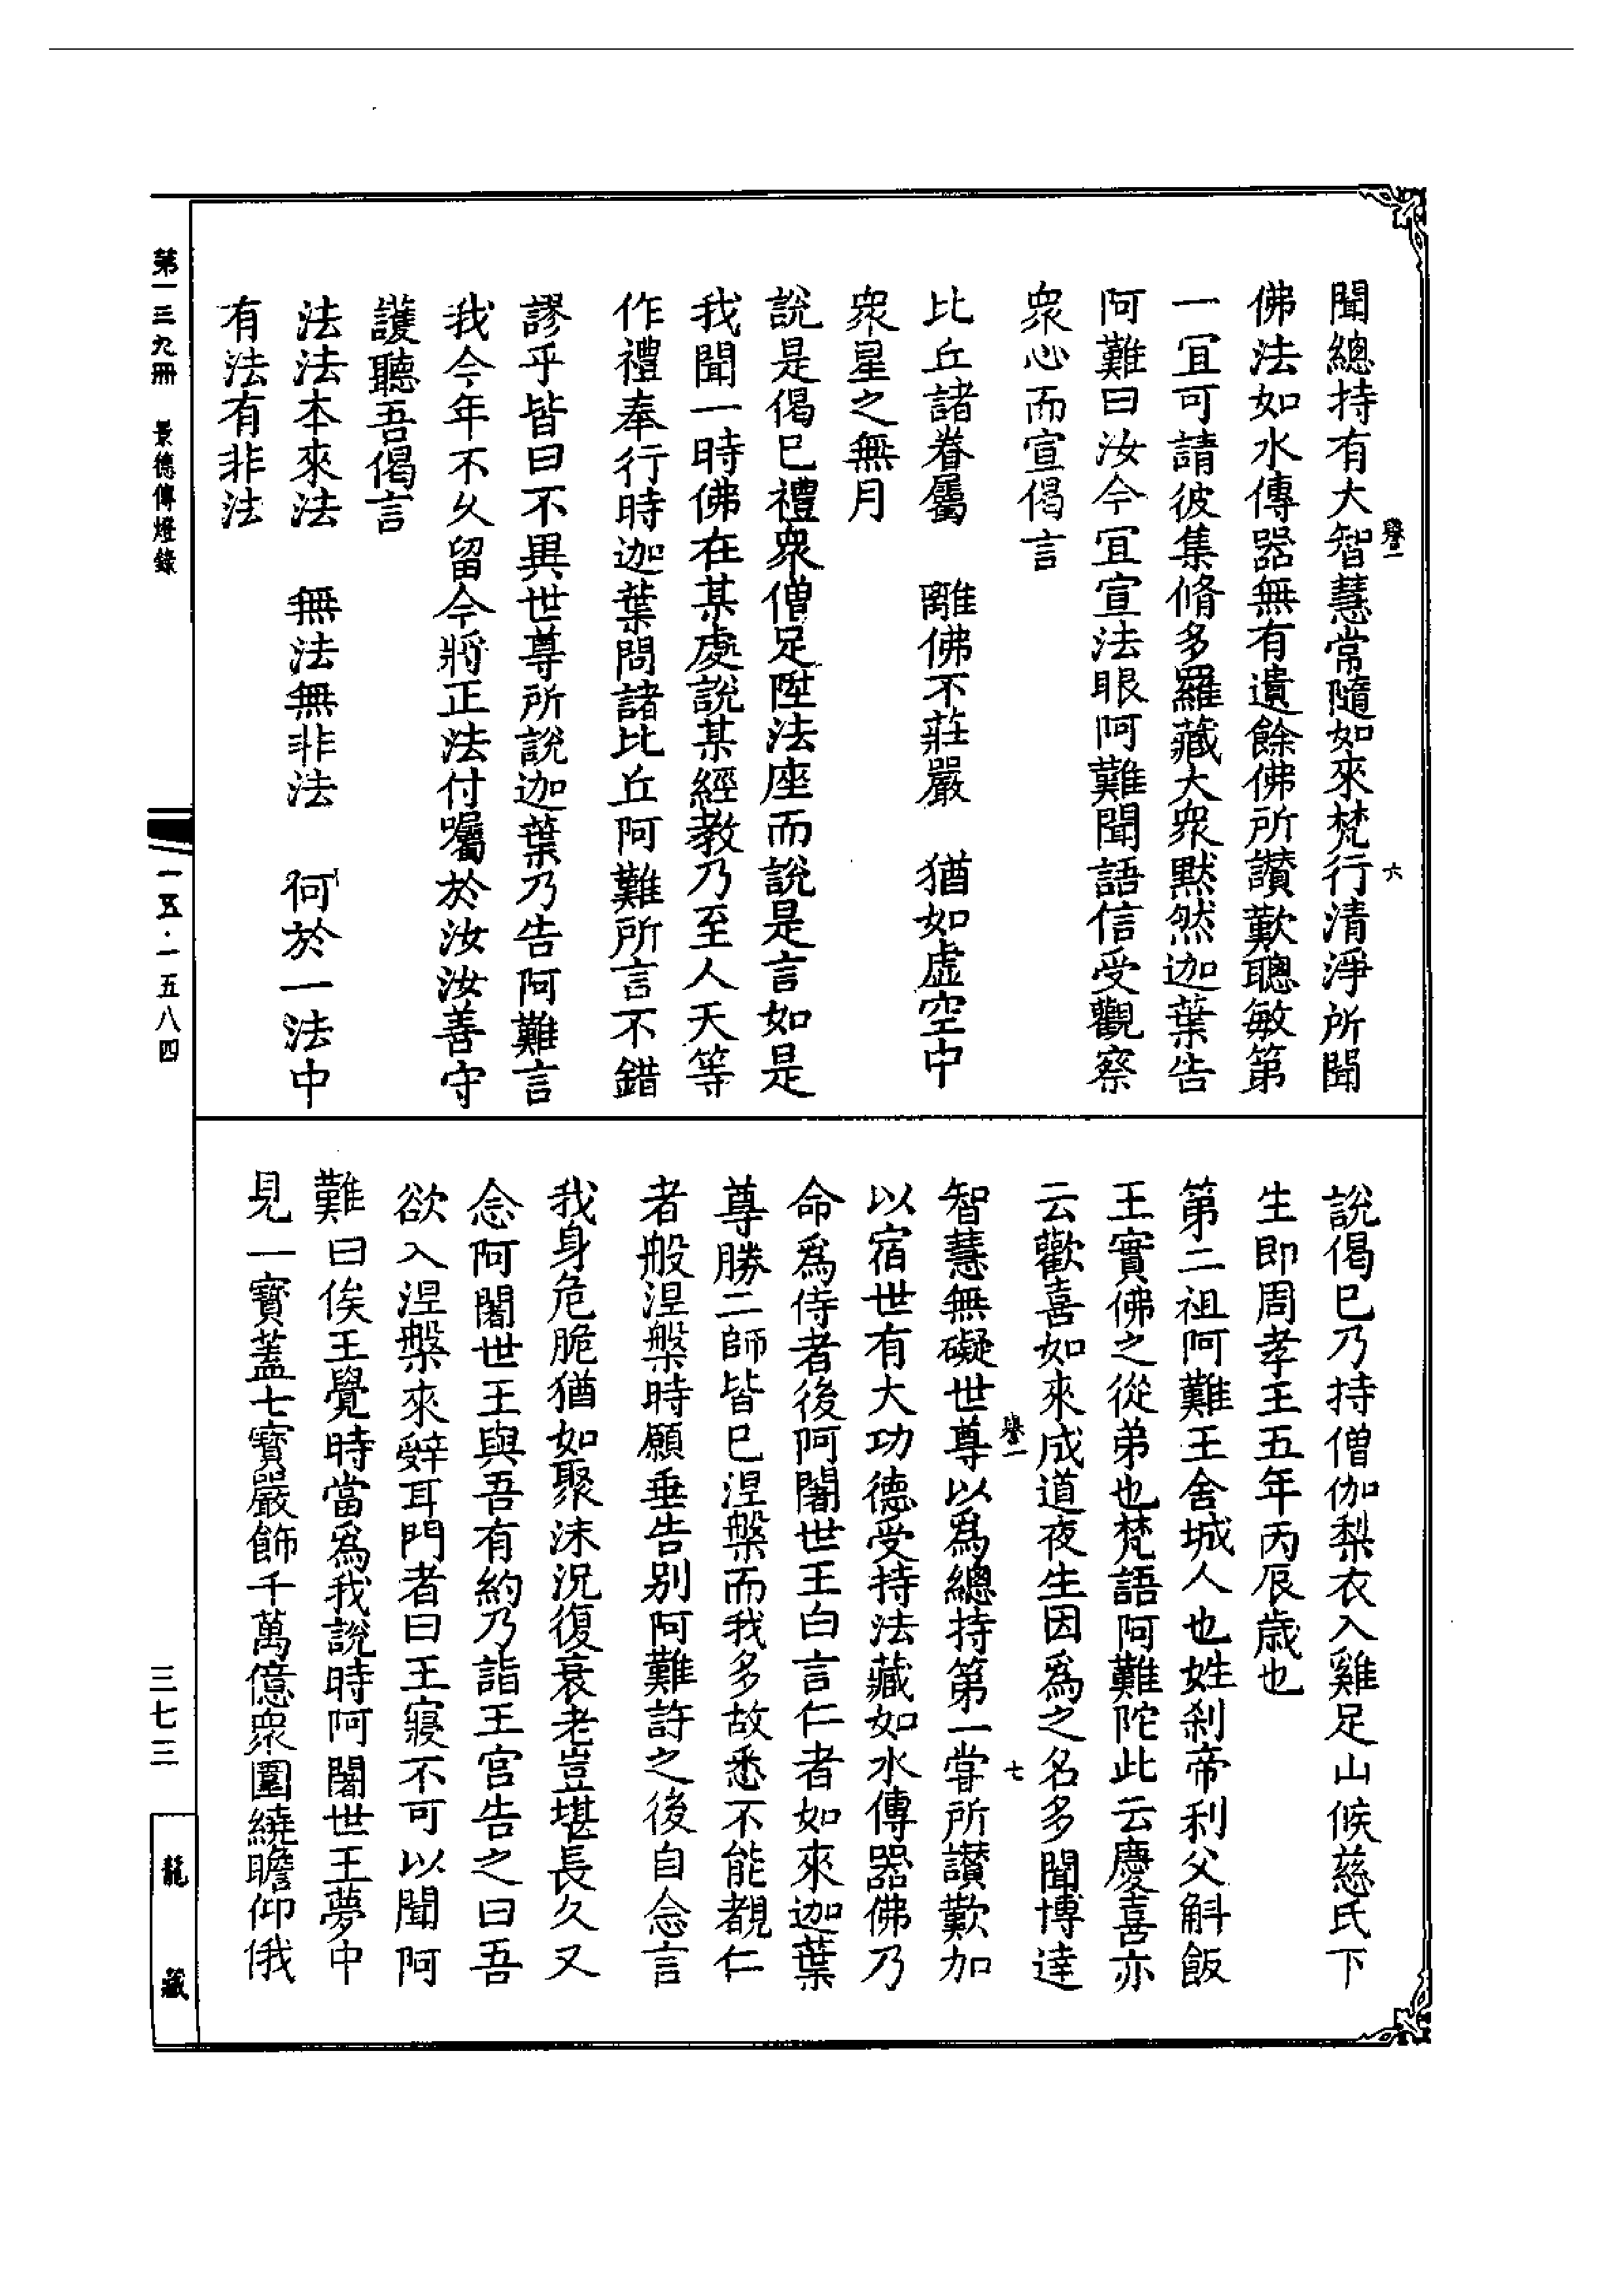 聞總持有大智慧常隨如來梵行清淨所聞
佛法如水傳器無有遺餘佛所讚歎聰敏第
一宜可請彼集脩多羅藏大衆默然迦葉告
阿難曰汝今宜宣法眼阿難聞語信受觀察
衆心而宣偈言
比丘諸眷屬　離佛不莊嚴　猶如虛空中
衆星之無月
說是偈已禮衆僧足陞法座而說是言如是
我聞一時佛在某處說某經教乃至人天等
作禮奉行時迦葉問諸比丘阿難所言不錯
謬乎皆曰不異世尊所說迦葉乃告阿難言
我今年不久留今將正法付囑於汝汝善守
護聽吾偈言
法法本來法　無法無非法　何於一法中
有法有非法
六
說偈已乃持僧伽梨衣入雞足山候慈氏下
生即周孝王五年丙辰歲也
第二祖阿難王舍城人也姓剎帝利父斛飯
王實佛之從弟也梵語阿難陀此云慶喜亦
云歡喜如來成道夜生因爲之名多聞博達
智慧無礙世尊以爲總持第一嘗所讚歎加
以宿世有大功德受持法藏如水傳器佛乃
命爲侍者後阿闍世王白言仁者如來迦葉
尊勝二師皆已涅槃而我多故悉不能覩仁
者般涅槃時願垂告別阿難許之後自念言
我身危脆猶如聚沫況復衰老豈堪長久又
念阿闍世王與吾有約乃詣王宮告之曰吾
欲入涅槃來辭耳門者曰王寢不可以聞阿
難曰俟王覺時當爲我說時阿闍世王夢中
見一寶蓋七寶嚴飾千萬億衆圍繞瞻仰俄
七
第一三九冊　景德傳燈錄
一五·一五八四
三七三
龍藏